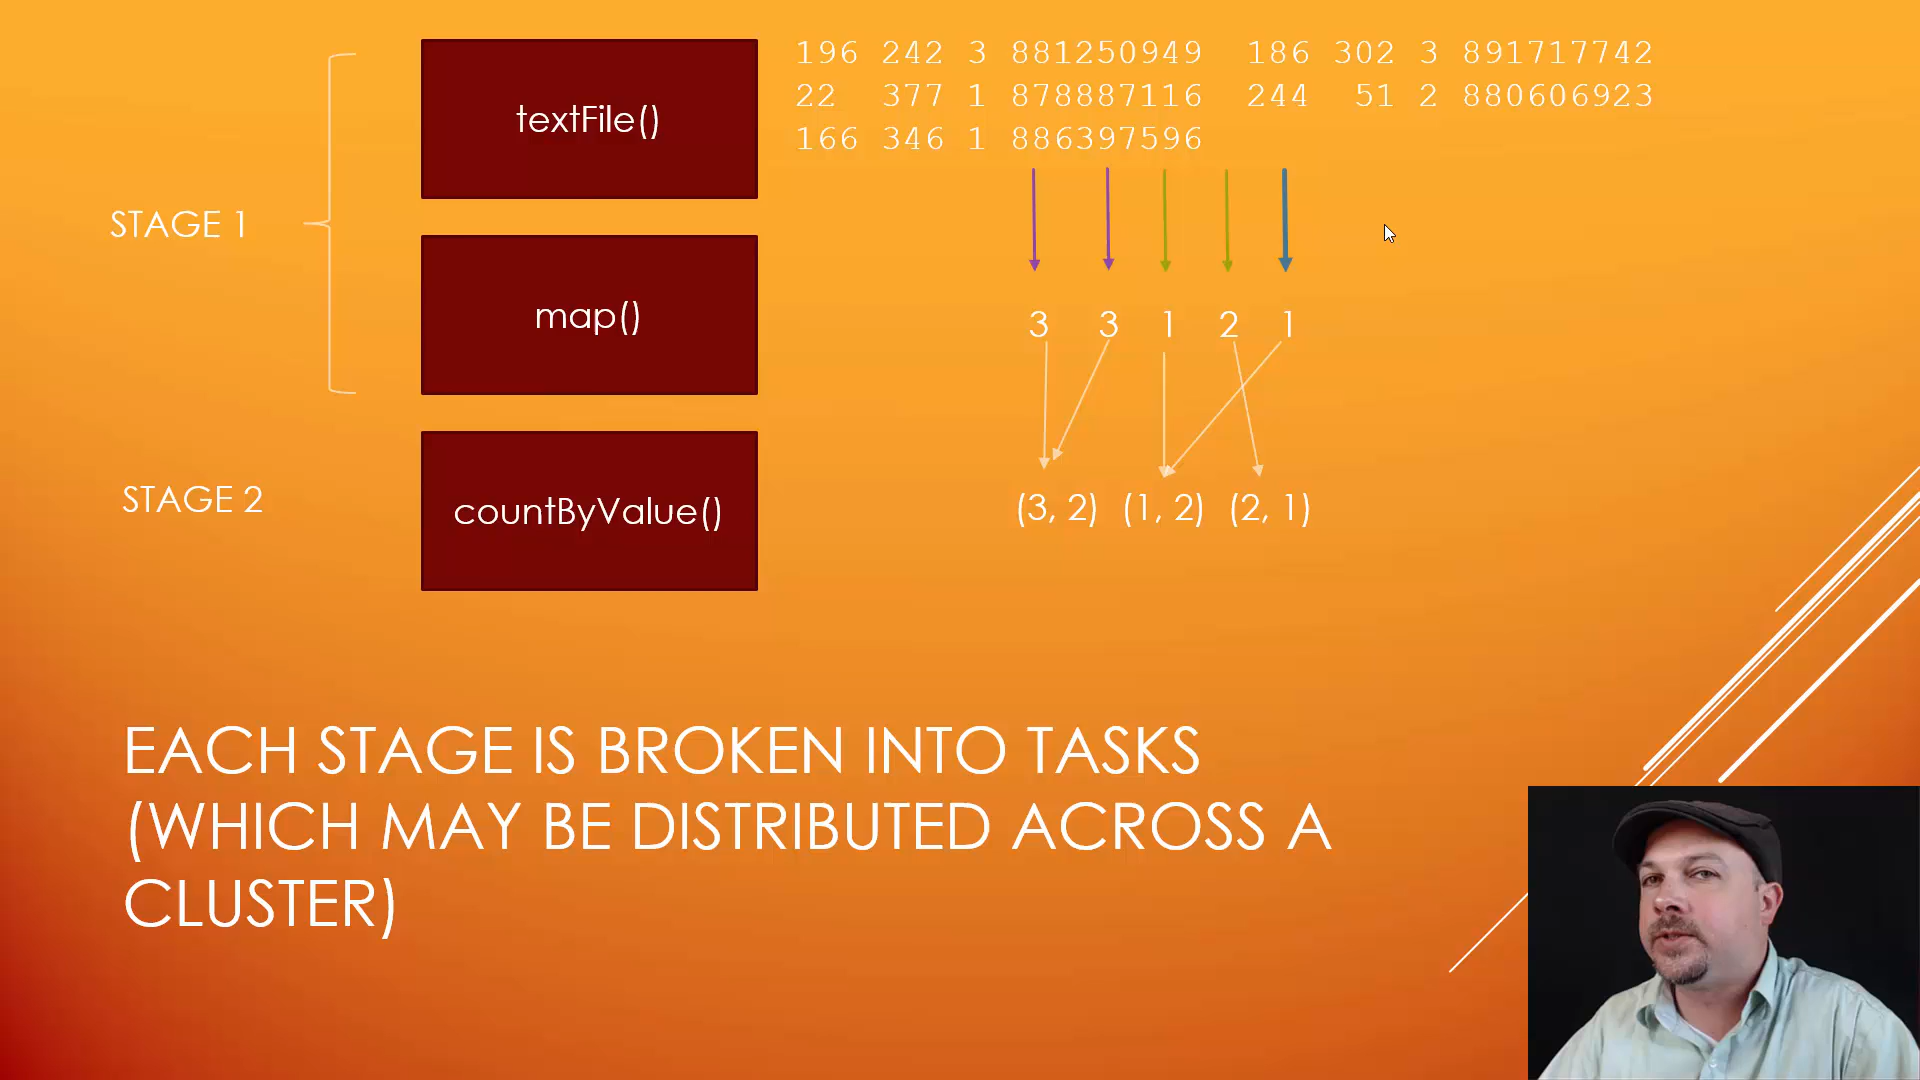 textFile()
196 242 3 881250949 186 302 3 891717742
22 377 1 878887116 244 51 2 880606923
166 346 1 886397596
STAGE 1
map()
3 3 1 2 1
STAGE 2
countByValue()
(3, 2) (1, 2) (2, 1)
EACH STAGE IS BROKEN INTO TASKS
(WHICH MAY BE DISTRIBUTED ACROSS A
CLUSTER)